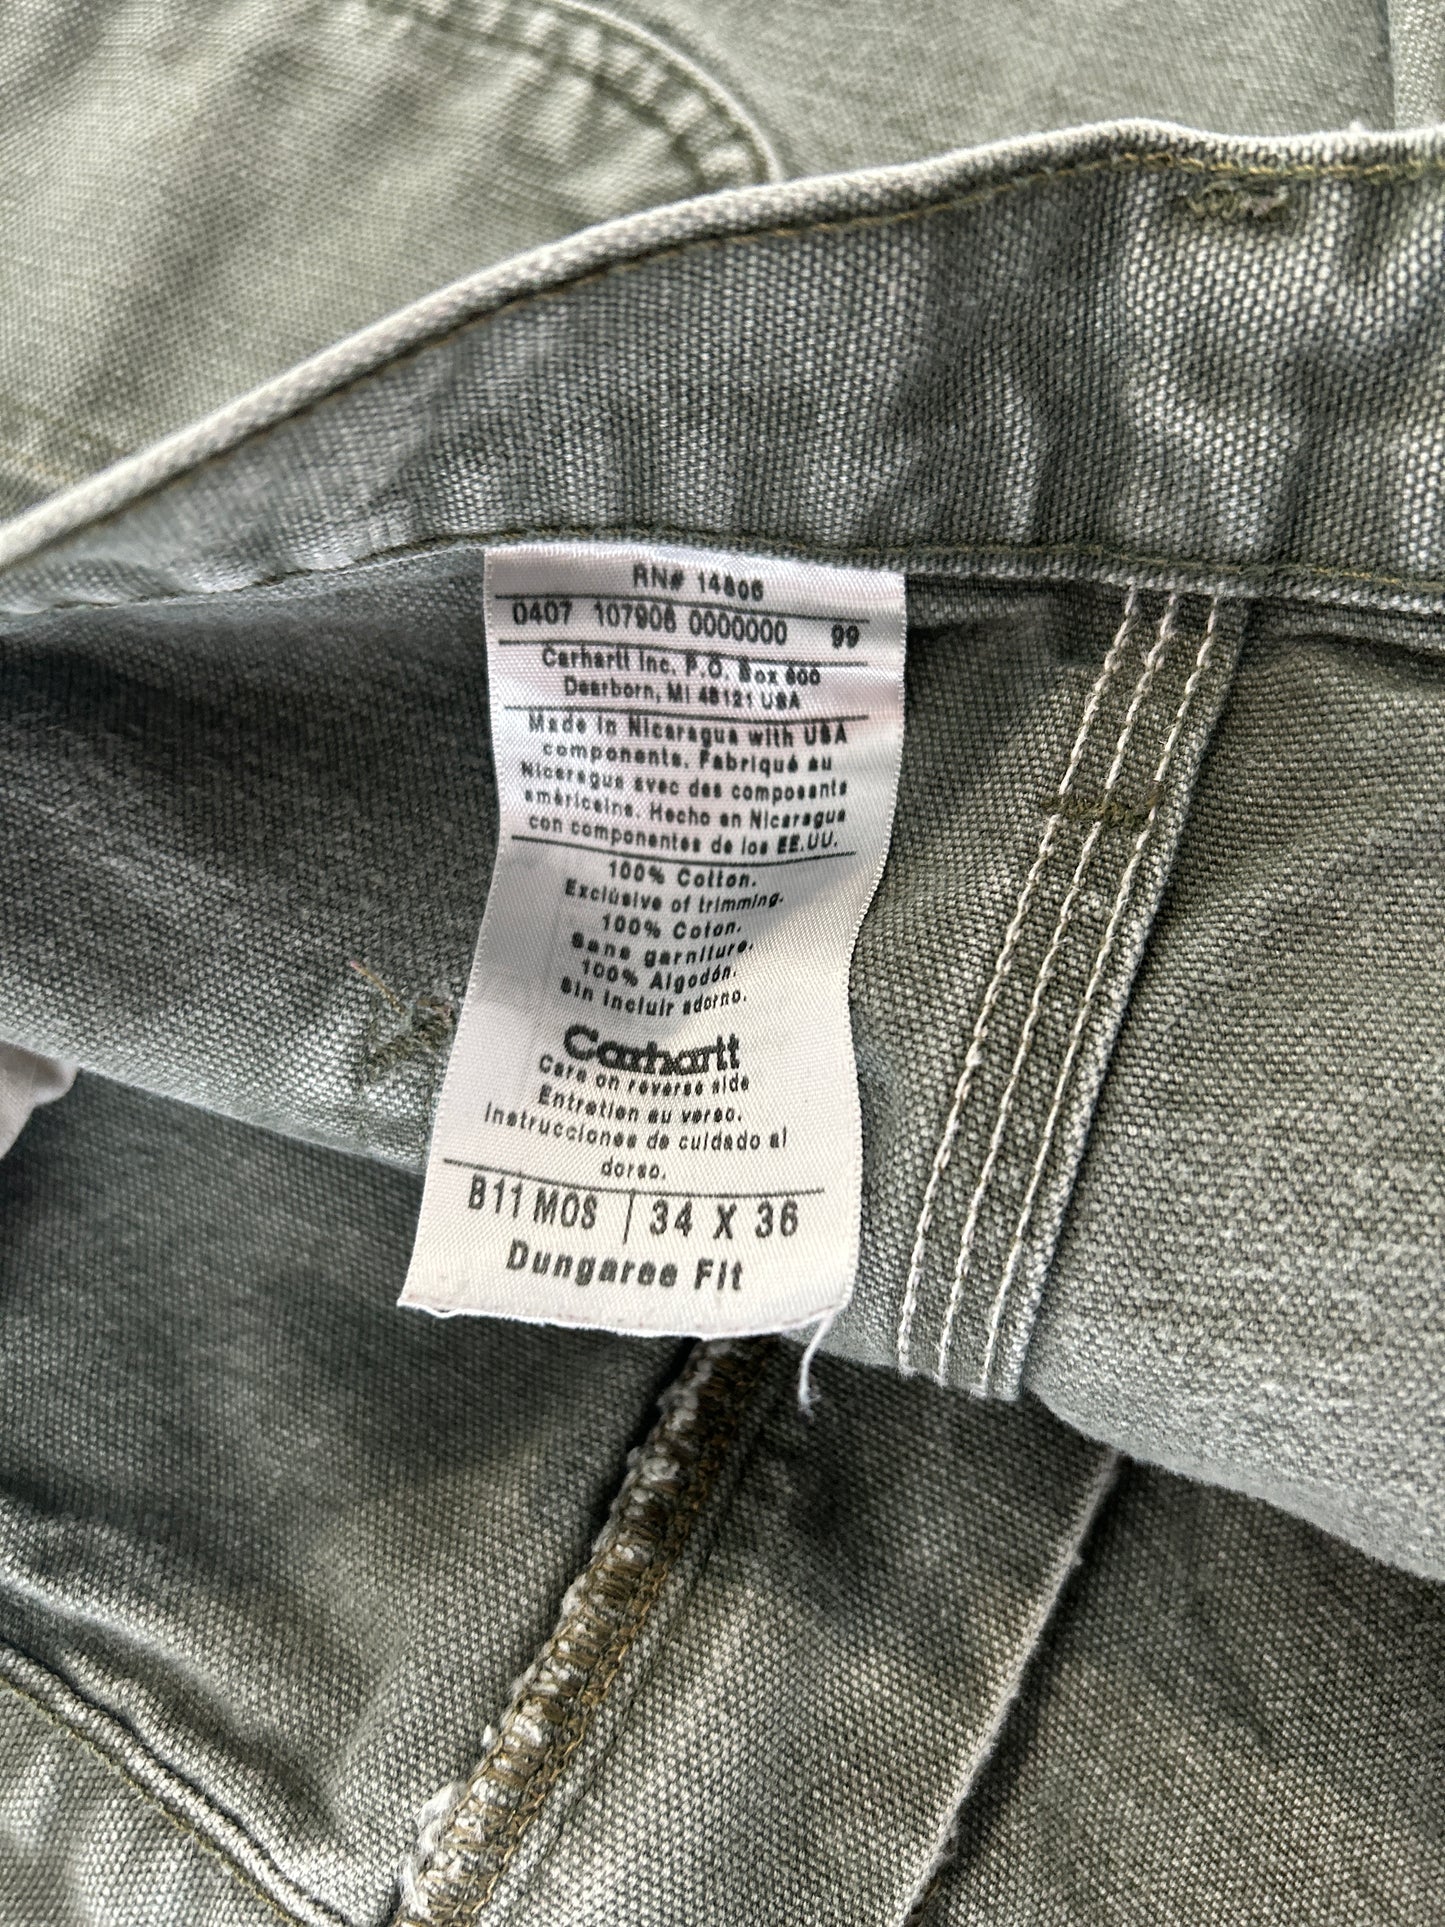 RN# 14806
0407 107906 0000000 99
Carhartt Inc. P.O. Box 600
Dearborn, MI 48121 USA
Made in Nicaragua with USA
components. Fabriqué au
Nicaragua avec des composants
américains. Hecho en Nicaragua
con componentes de los EE.UU.
100% Cotton.
Exclusive of trimming.
100% Coton.
Sans garniture.
100% Algodón.
Sin incluir adorno.
Carhartt
Care on reverse side
Entretien au verso.
Instrucciones de cuidado al
dorso.
B11 MOS | 34 X 36
Dungaree Fit